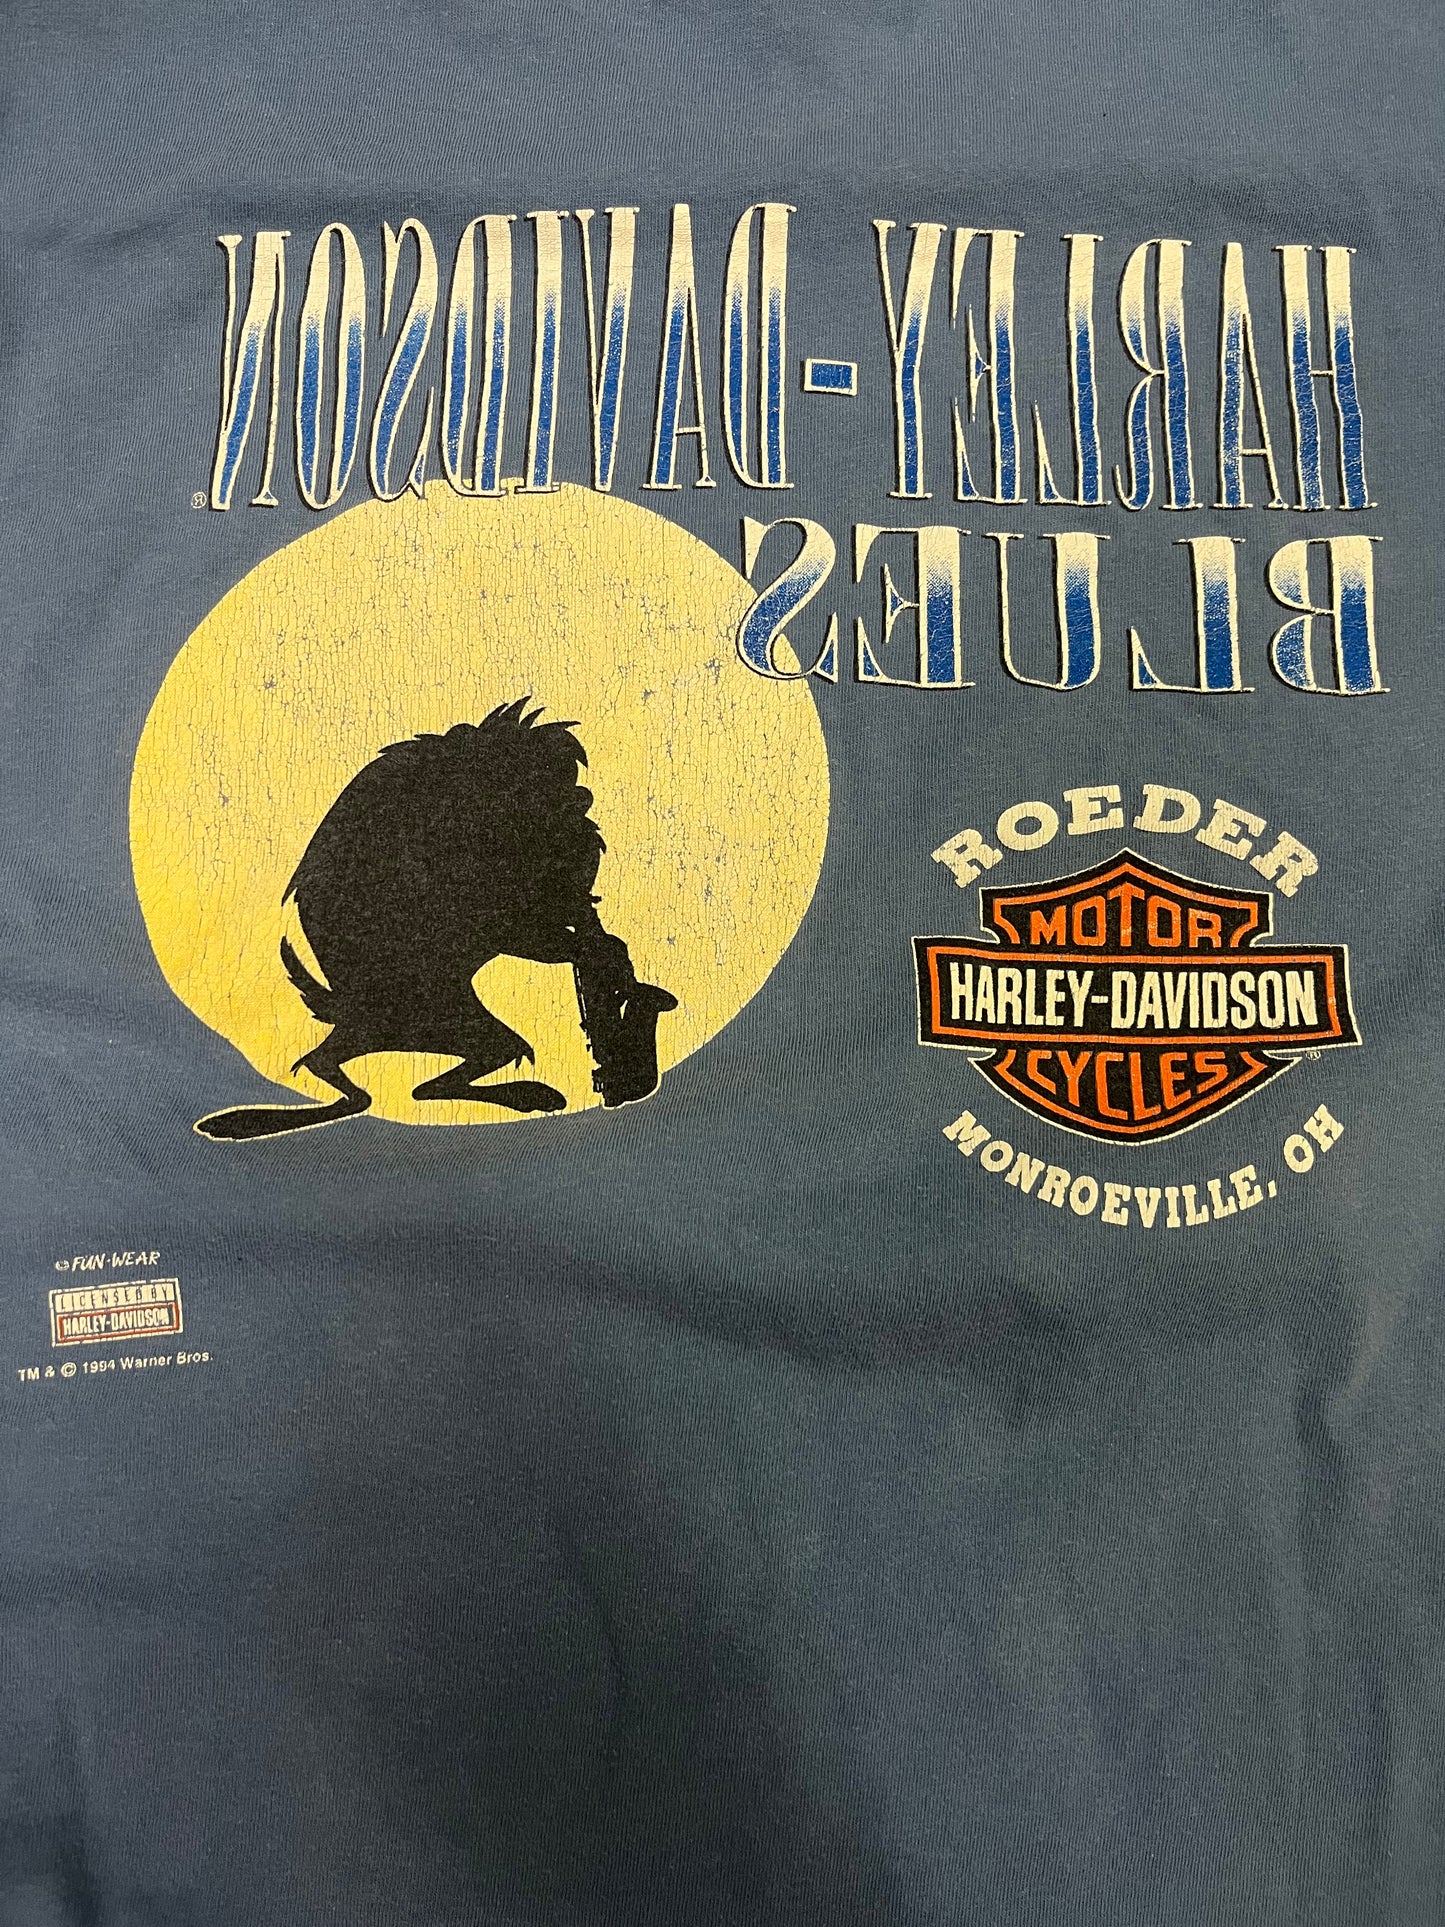 HARLEY-DAVIDSON®
BLUES
ROEDER
MOTOR
HARLEY-DAVIDSON
CYCLES
®
MONROEVILLE, OH
FUN-WEAR
LICENSED BY
HARLEY-DAVIDSON
TM & © 1994 Warner Bros.